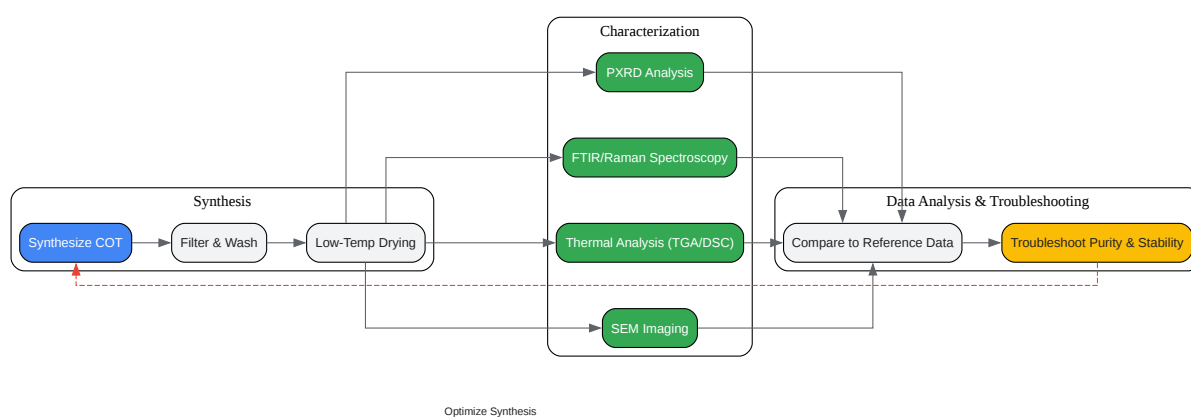 Characterization
PXRD Analysis
FTIR/Raman Spectroscopy
Synthesis
Data Analysis & Troubleshooting
Synthesize COT
Filter & Wash
Low-Temp Drying
Thermal Analysis (TGA/DSC)
Compare to Reference Data
Troubleshoot Purity & Stability
SEM Imaging
Optimize Synthesis